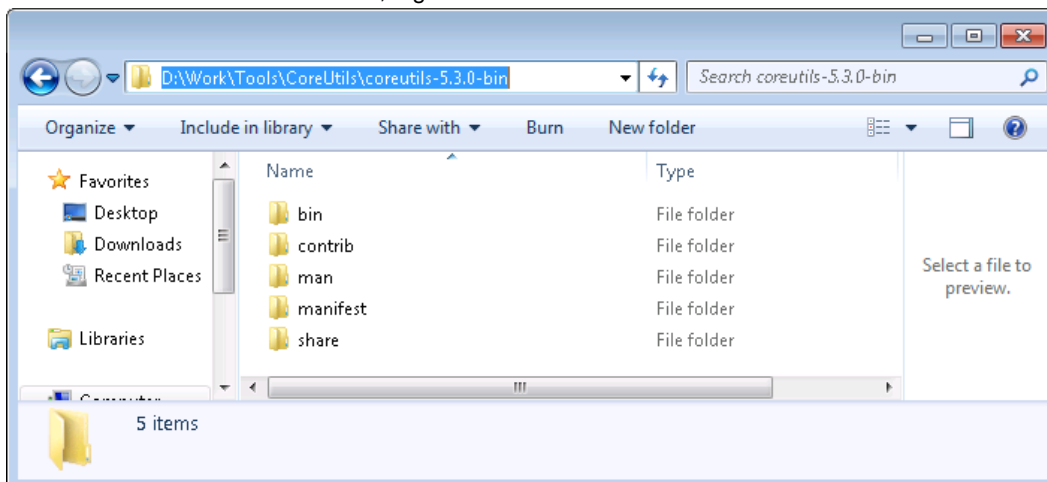 D:\Work\Tools\CoreUtils\coreutils-5.3.0-bin
Search coreutils-5.3.0-bin
Organize Include in library Share with Burn New folder
Favorites
Desktop
Downloads
Recent Places
Libraries
Computer
Name Type
bin File folder
contrib File folder
man File folder
manifest File folder
share File folder
Select a file to
preview.
5 items